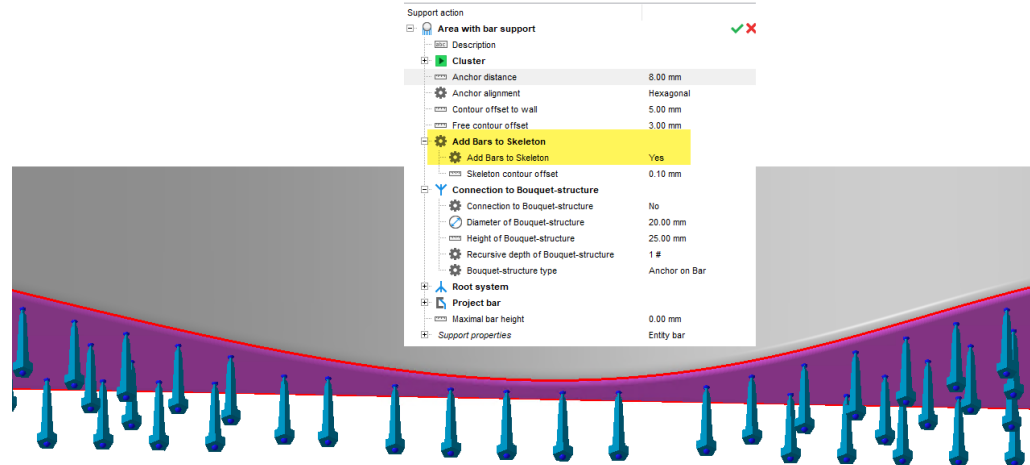 Support action
Area with bar support
abc Description
Cluster
Anchor distance 8.00 mm
Anchor alignment Hexagonal
Contour offset to wall 5.00 mm
Free contour offset 3.00 mm
Add Bars to Skeleton
Add Bars to Skeleton Yes
Skeleton contour offset 0.10 mm
Connection to Bouquet-structure
Connection to Bouquet-structure No
Diameter of Bouquet-structure 20.00 mm
Height of Bouquet-structure 25.00 mm
Recursive depth of Bouquet-structure 1 #
Bouquet-structure type Anchor on Bar
Root system
Project bar
Maximal bar height 0.00 mm
Support properties Entity bar